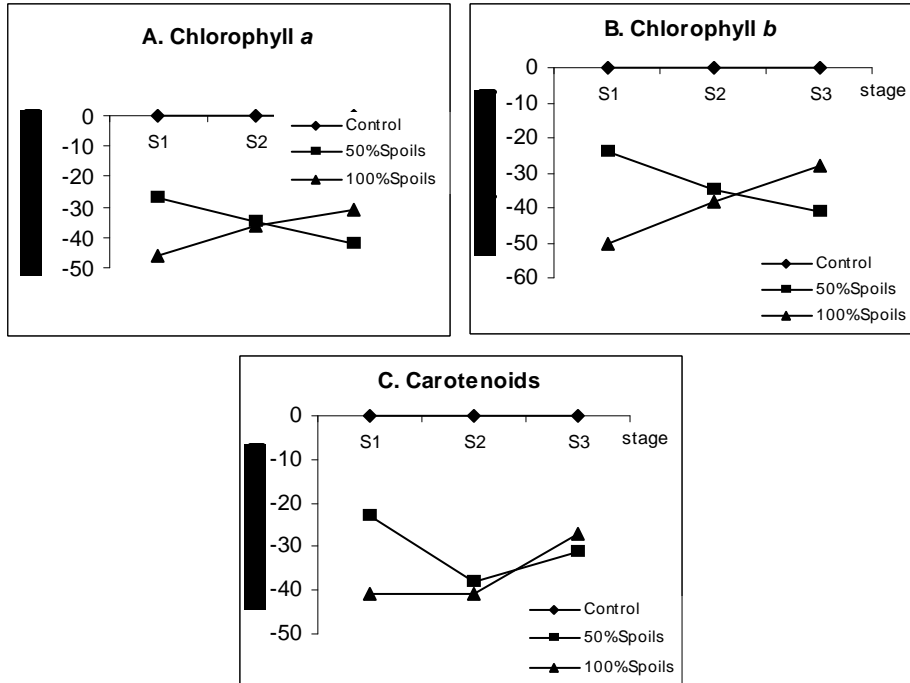 A. Chlorophyll a
0
-10
-20
-30
-40
-50
S1
S2
Control
50%Spoils
100%Spoils
B. Chlorophyll b
0
-10
-20
-30
-40
-50
-60
S1
S2
S3
stage
Control
50%Spoils
100%Spoils
C. Carotenoids
0
-10
-20
-30
-40
-50
S1
S2
S3
stage
Control
50%Spoils
100%Spoils